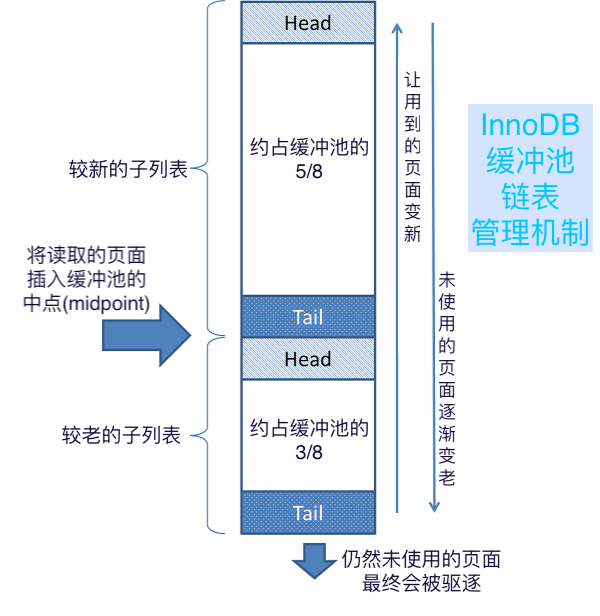 Head
约占缓冲池的
5/8
较新的子列表
Tail
让用到的页面变新
InnoDB
缓冲池
链表
管理机制
将读取的页面
插入缓冲池的
中点(midpoint)
Head
约占缓冲池的
3/8
较老的子列表
Tail
未使用的页面逐渐变老
仍然未使用的页面
最终会被驱逐